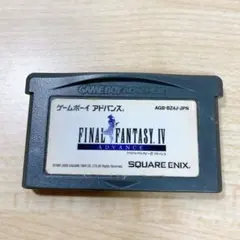 GAME BOY ADVANCE
ゲームボーイ アドバンス
AGB-BZ4J-JPN
FINAL FANTASY IV
ADVANCE
SQUARE ENIX